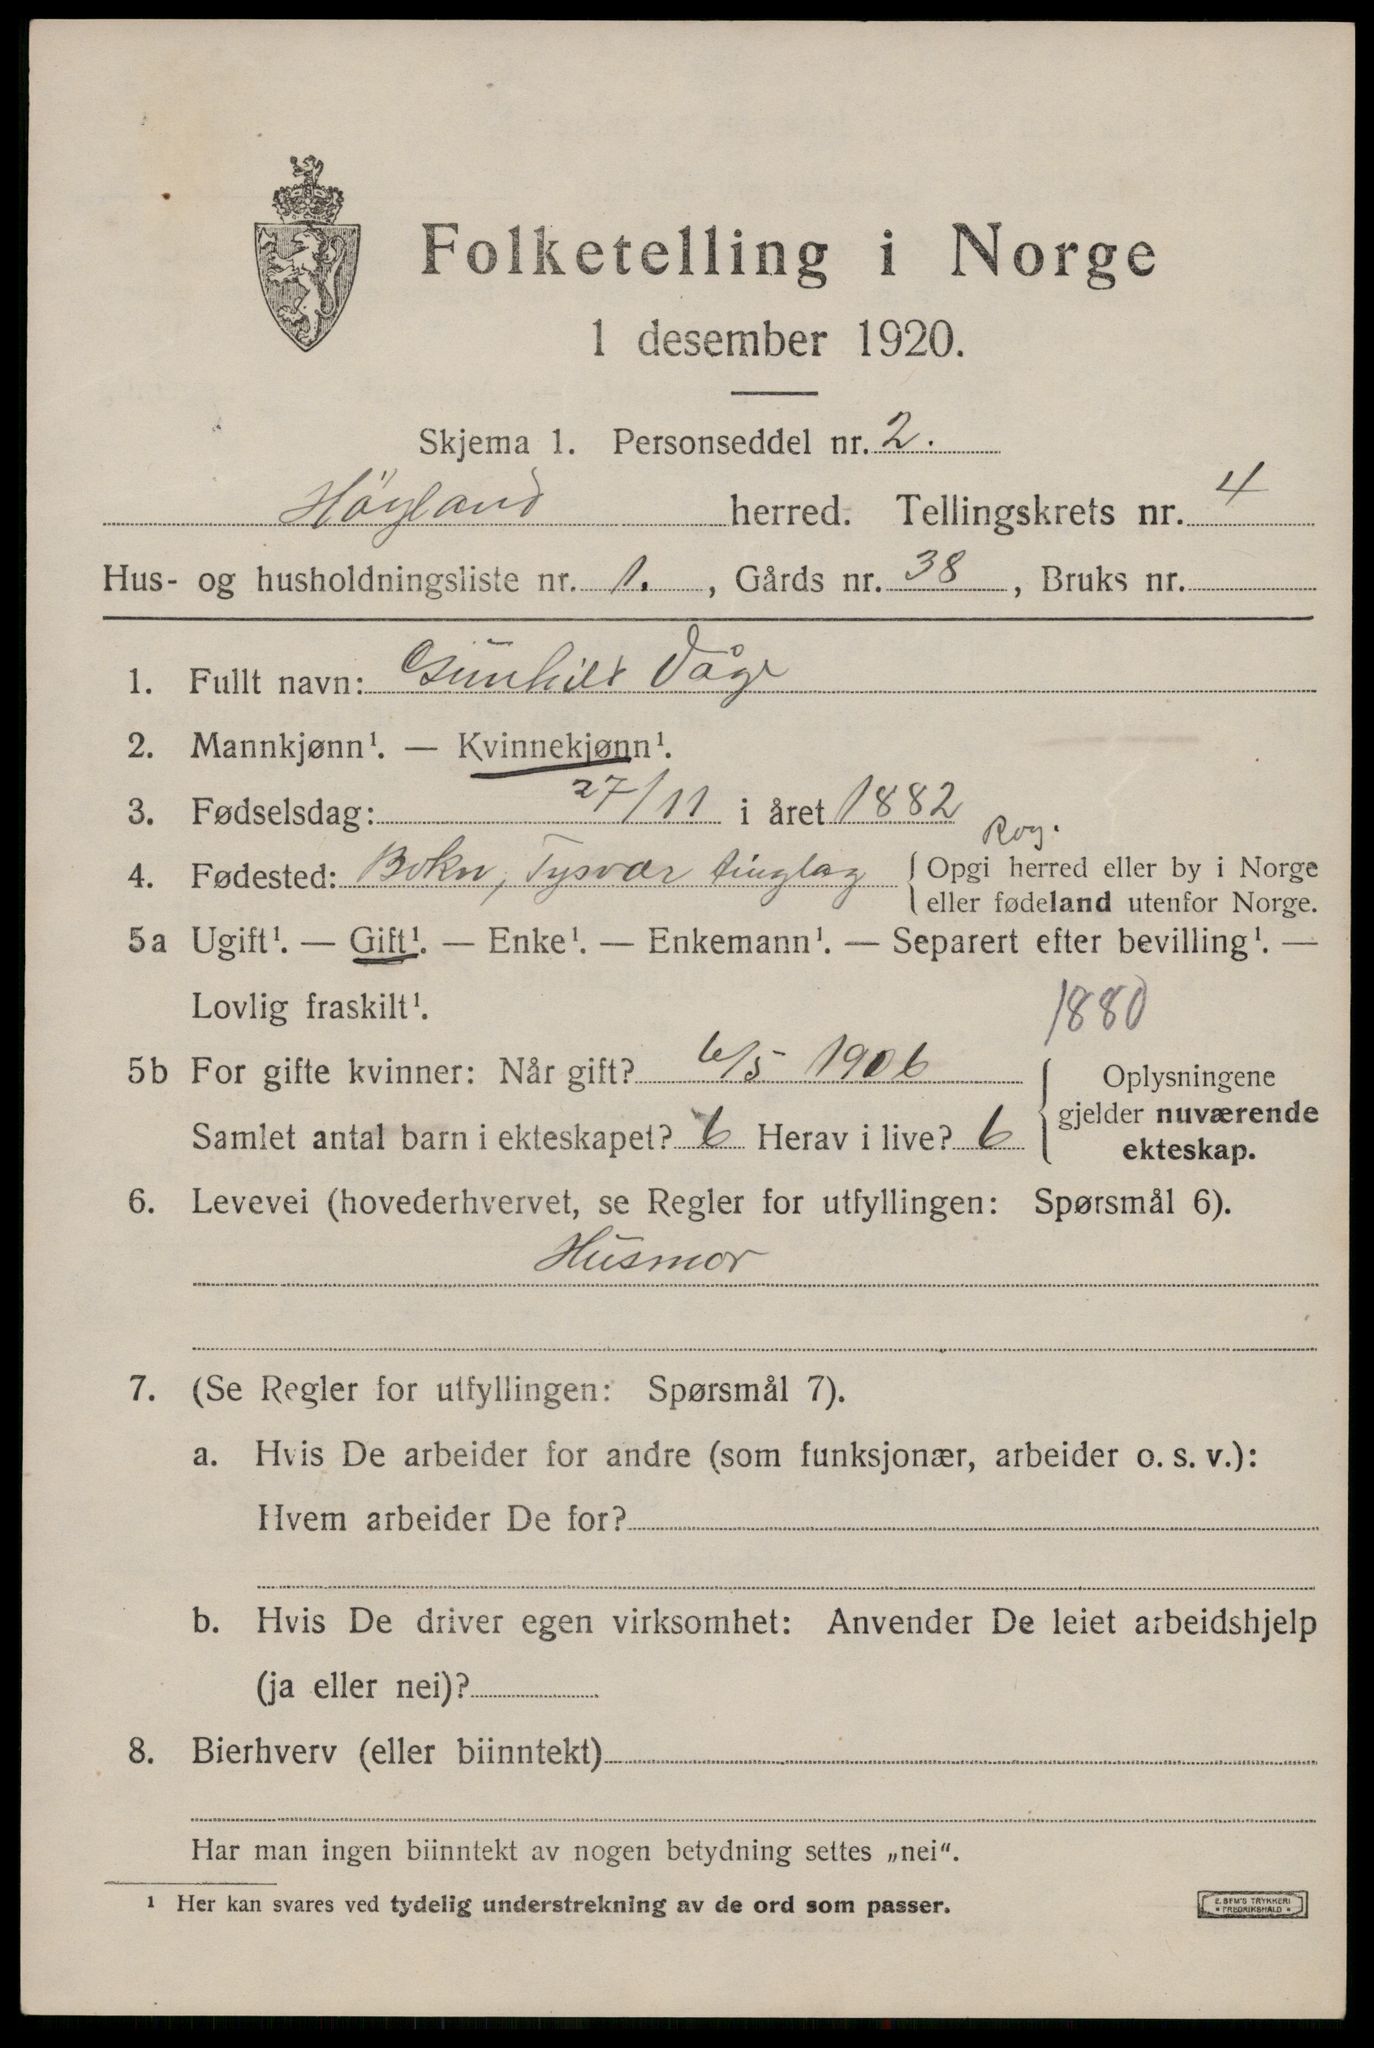 Folketelling i Norge
1 desember 1920.
Skjema 1. Personseddel nr. 2.
Höyland herred. Tellingskrets nr. 4
Hus- og husholdningsliste nr. 1. , Gårds nr. 38 , Bruks nr.
1. Fullt navn: Gunhild Våge
2. Mannkjønn¹. — Kvinnekjønn¹.
3. Fødselsdag: 27/11 i året 1882
Rog.
4. Fødested: Bokn, Tysvær tinglag { Opgi herred eller by i Norge
eller fødeland utenfor Norge.
5a Ugift¹. — Gift¹. — Enke¹. — Enkemann¹. — Separert efter bevilling¹. —
Lovlig fraskilt¹.
1880
5b For gifte kvinner: Når gift? 6/5 1906
Samlet antal barn i ekteskapet? 6 Herav i live? 6
Oplysningene
gjelder nuværende
ekteskap.
6. Levevei (hovederhvervet, se Regler for utfyllingen: Spørsmål 6).
Husmor
7. (Se Regler for utfyllingen: Spørsmål 7).
a. Hvis De arbeider for andre (som funksjonær, arbeider o. s. v.):
Hvem arbeider De for?
b. Hvis De driver egen virksomhet: Anvender De leiet arbeidshjelp
(ja eller nei)?
8. Bierhverv (eller biinntekt)
Har man ingen biinntekt av nogen betydning settes „nei“.
¹ Her kan svares ved tydelig understrekning av de ord som passer.
E. SEM'S TRYKKERI
* FREDRIKSHALD *